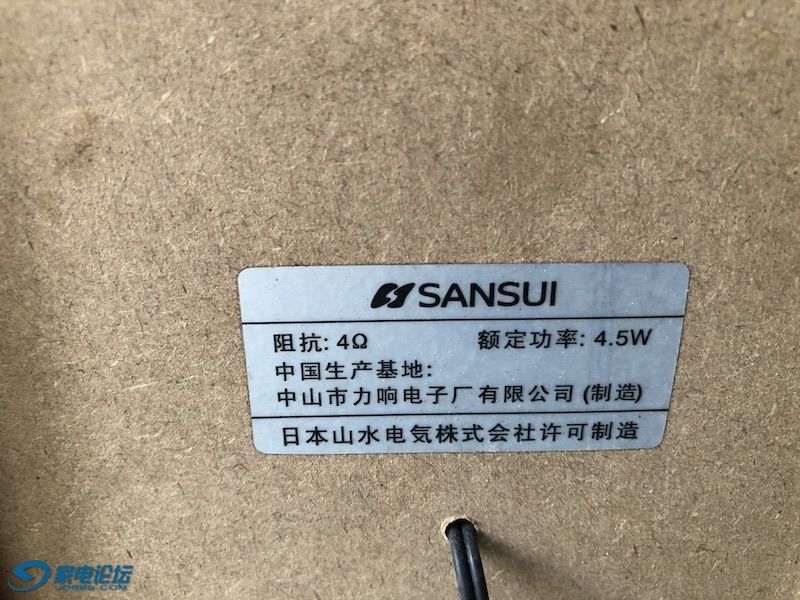 SANSUI
阻抗: 4Ω 额定功率: 4.5W
中国生产基地:
中山市力响电子厂有限公司 (制造)
日本山水电気株式会社许可制造
家电论坛
JDBBS.COM